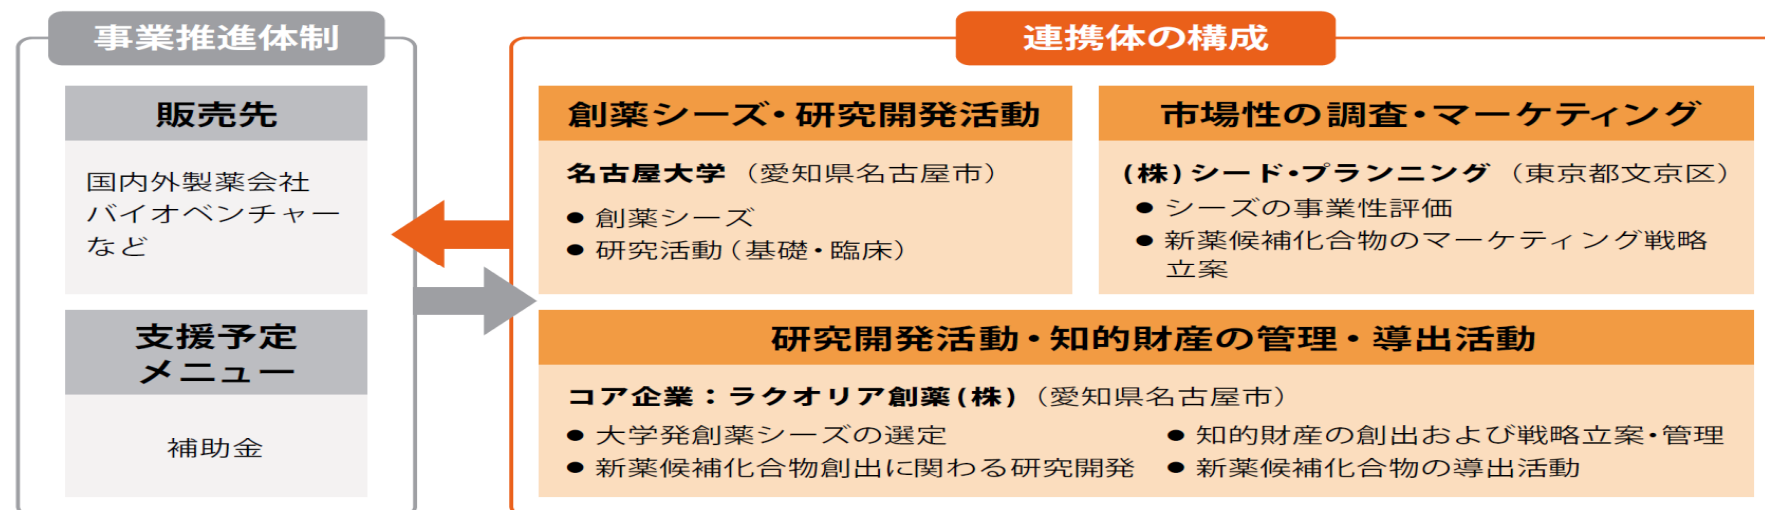 事業推進体制
販売先
国内外製薬会社
バイオベンチャー
など
支援予定
メニュー
補助金
連携体の構成
創薬シーズ・研究開発活動
名古屋大学（愛知県名古屋市）
● 創薬シーズ
● 研究活動（基礎・臨床）
市場性の調査・マーケティング
(株)シード・プランニング（東京都文京区）
● シーズの事業性評価
● 新薬候補化合物のマーケティング戦略
立案
研究開発活動・知的財産の管理・導出活動
コア企業：ラクオリア創薬(株)（愛知県名古屋市）
● 大学発創薬シーズの選定
● 新薬候補化合物創出に関わる研究開発
● 知的財産の創出および戦略立案・管理
● 新薬候補化合物の導出活動